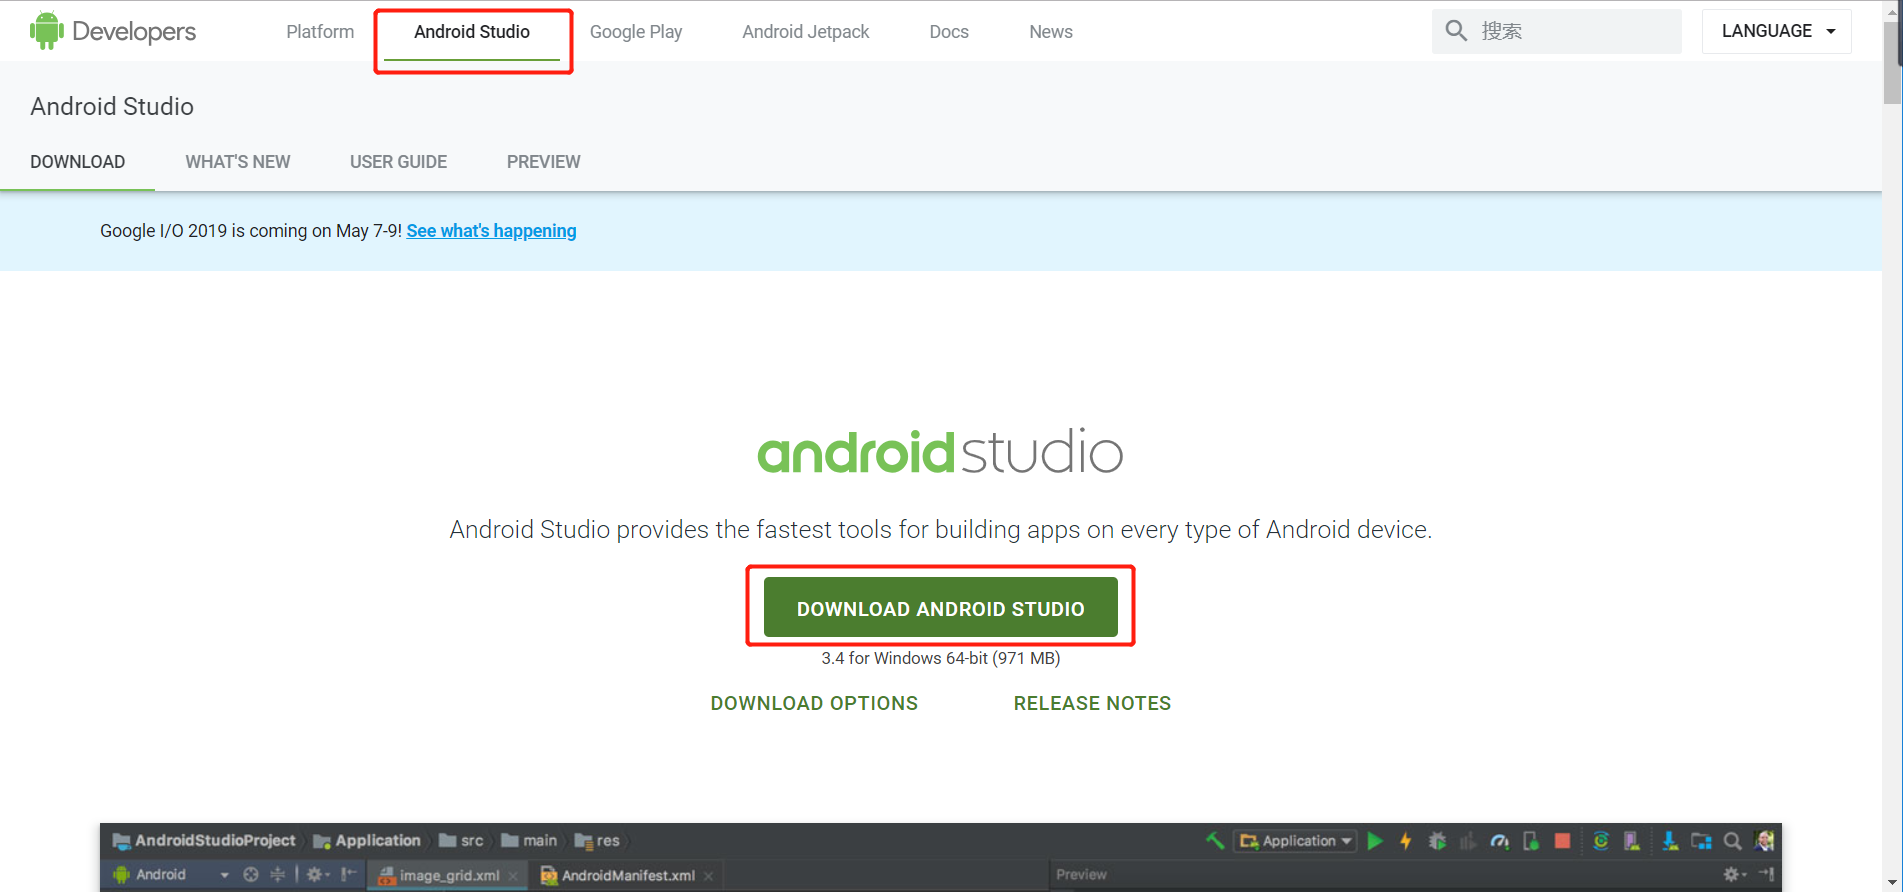 Developers Platform Android Studio Google Play Android Jetpack Docs News 搜索 LANGUAGE
Android Studio
DOWNLOAD WHAT'S NEW USER GUIDE PREVIEW
Google I/O 2019 is coming on May 7-9! See what's happening
androidstudio
Android Studio provides the fastest tools for building apps on every type of Android device.
DOWNLOAD ANDROID STUDIO
3.4 for Windows 64-bit (971 MB)
DOWNLOAD OPTIONS RELEASE NOTES
AndroidStudioProject Application src main res Application
Android image_grid.xml AndroidManifest.xml Preview